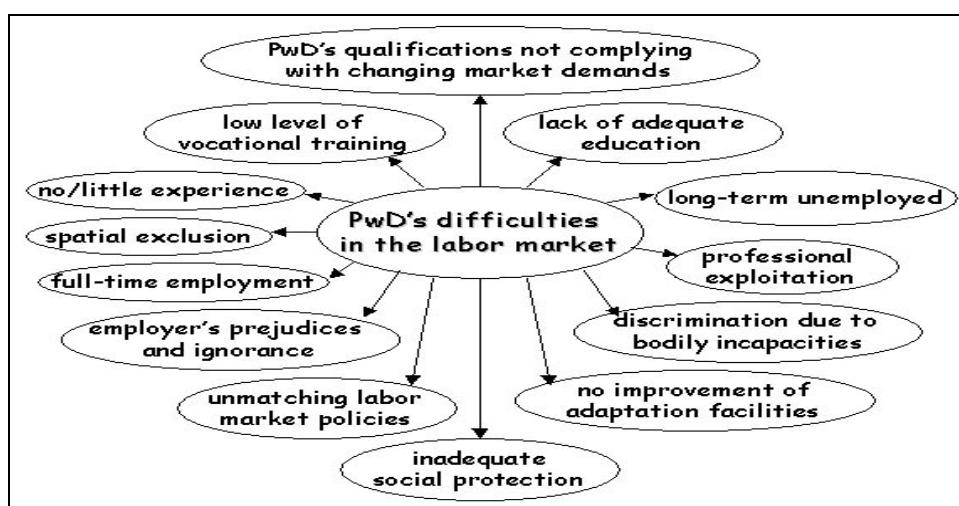 PwD's qualifications not complying
with changing market demands
low level of
vocational training
lack of adequate
education
no/little experience
long-term unemployed
PwD's difficulties
in the labor market
spatial exclusion
professional
exploitation
full-time employment
employer's prejudices
and ignorance
discrimination due to
bodily incapacities
unmatching labor
market policies
no improvement of
adaptation facilities
inadequate
social protection